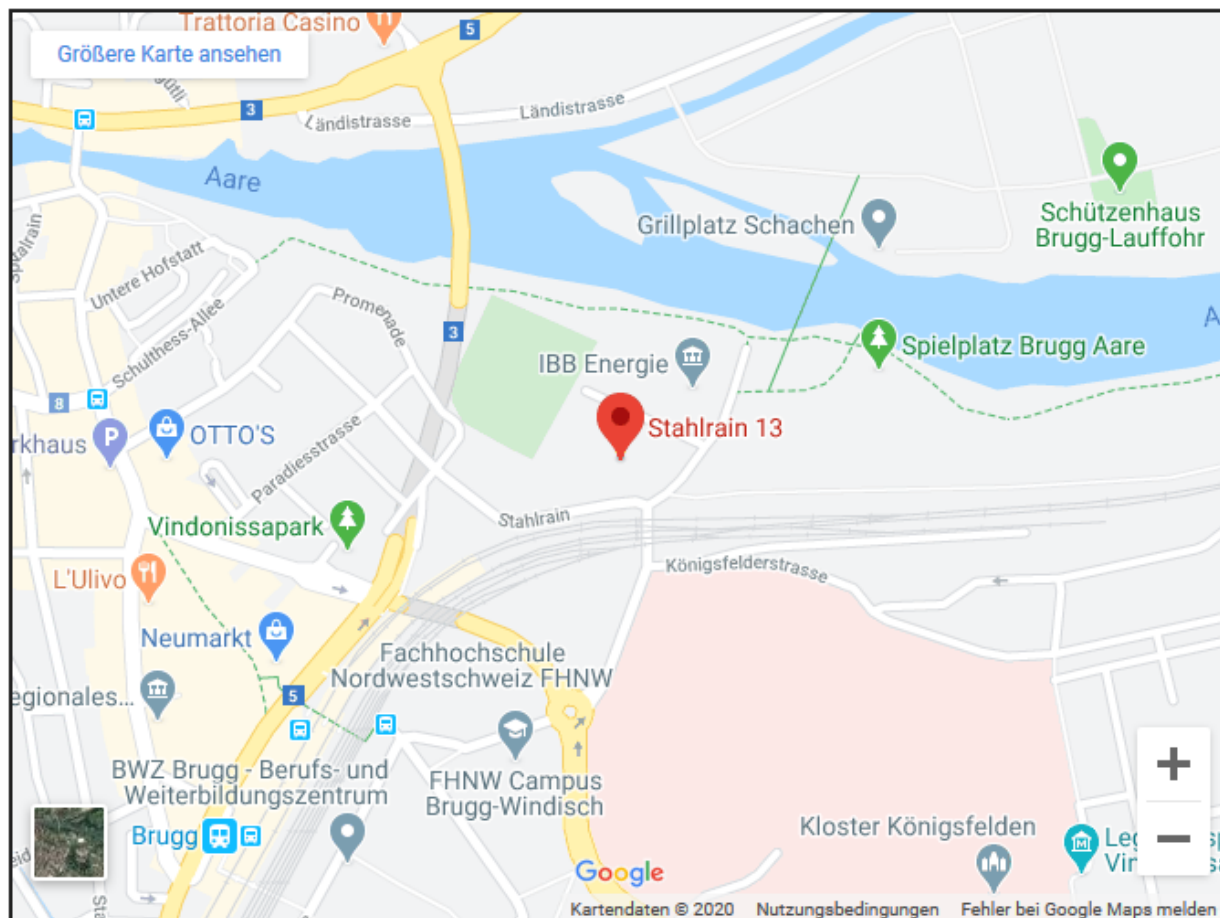 Trattoria Casino
5
Größere Karte ansehen
3
Ländistrasse
Ländistrasse
Aare
Schützenhaus
Brugg-Lauffohr
Grillplatz Schachen
Untere Hofstatt
Promenade
3
Schulthess-Allee
IBB Energie
Spielplatz Brugg Aare
8
P
OTTO'S
Stahlrain 13
Paradiesstrasse
Vindonissapark
Stahlrain
L'Ulivo
Königsfelderstrasse
Neumarkt
Fachhochschule
Nordwestschweiz FHNW
5
BWZ Brugg - Berufs- und
Weiterbildungszentrum
FHNW Campus
Brugg-Windisch
Brugg
Kloster Königsfelden
Google
Kartendaten © 2020 Nutzungsbedingungen Fehler bei Google Maps melden